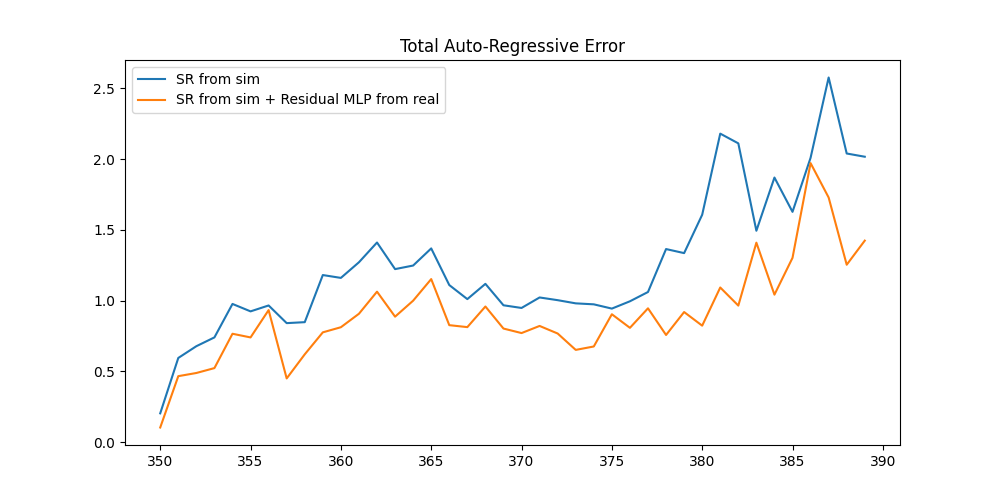 Total Auto-Regressive Error
SR from sim
SR from sim + Residual MLP from real
2.5
2.0
1.5
1.0
0.5
0.0
350 355 360 365 370 375 380 385 390